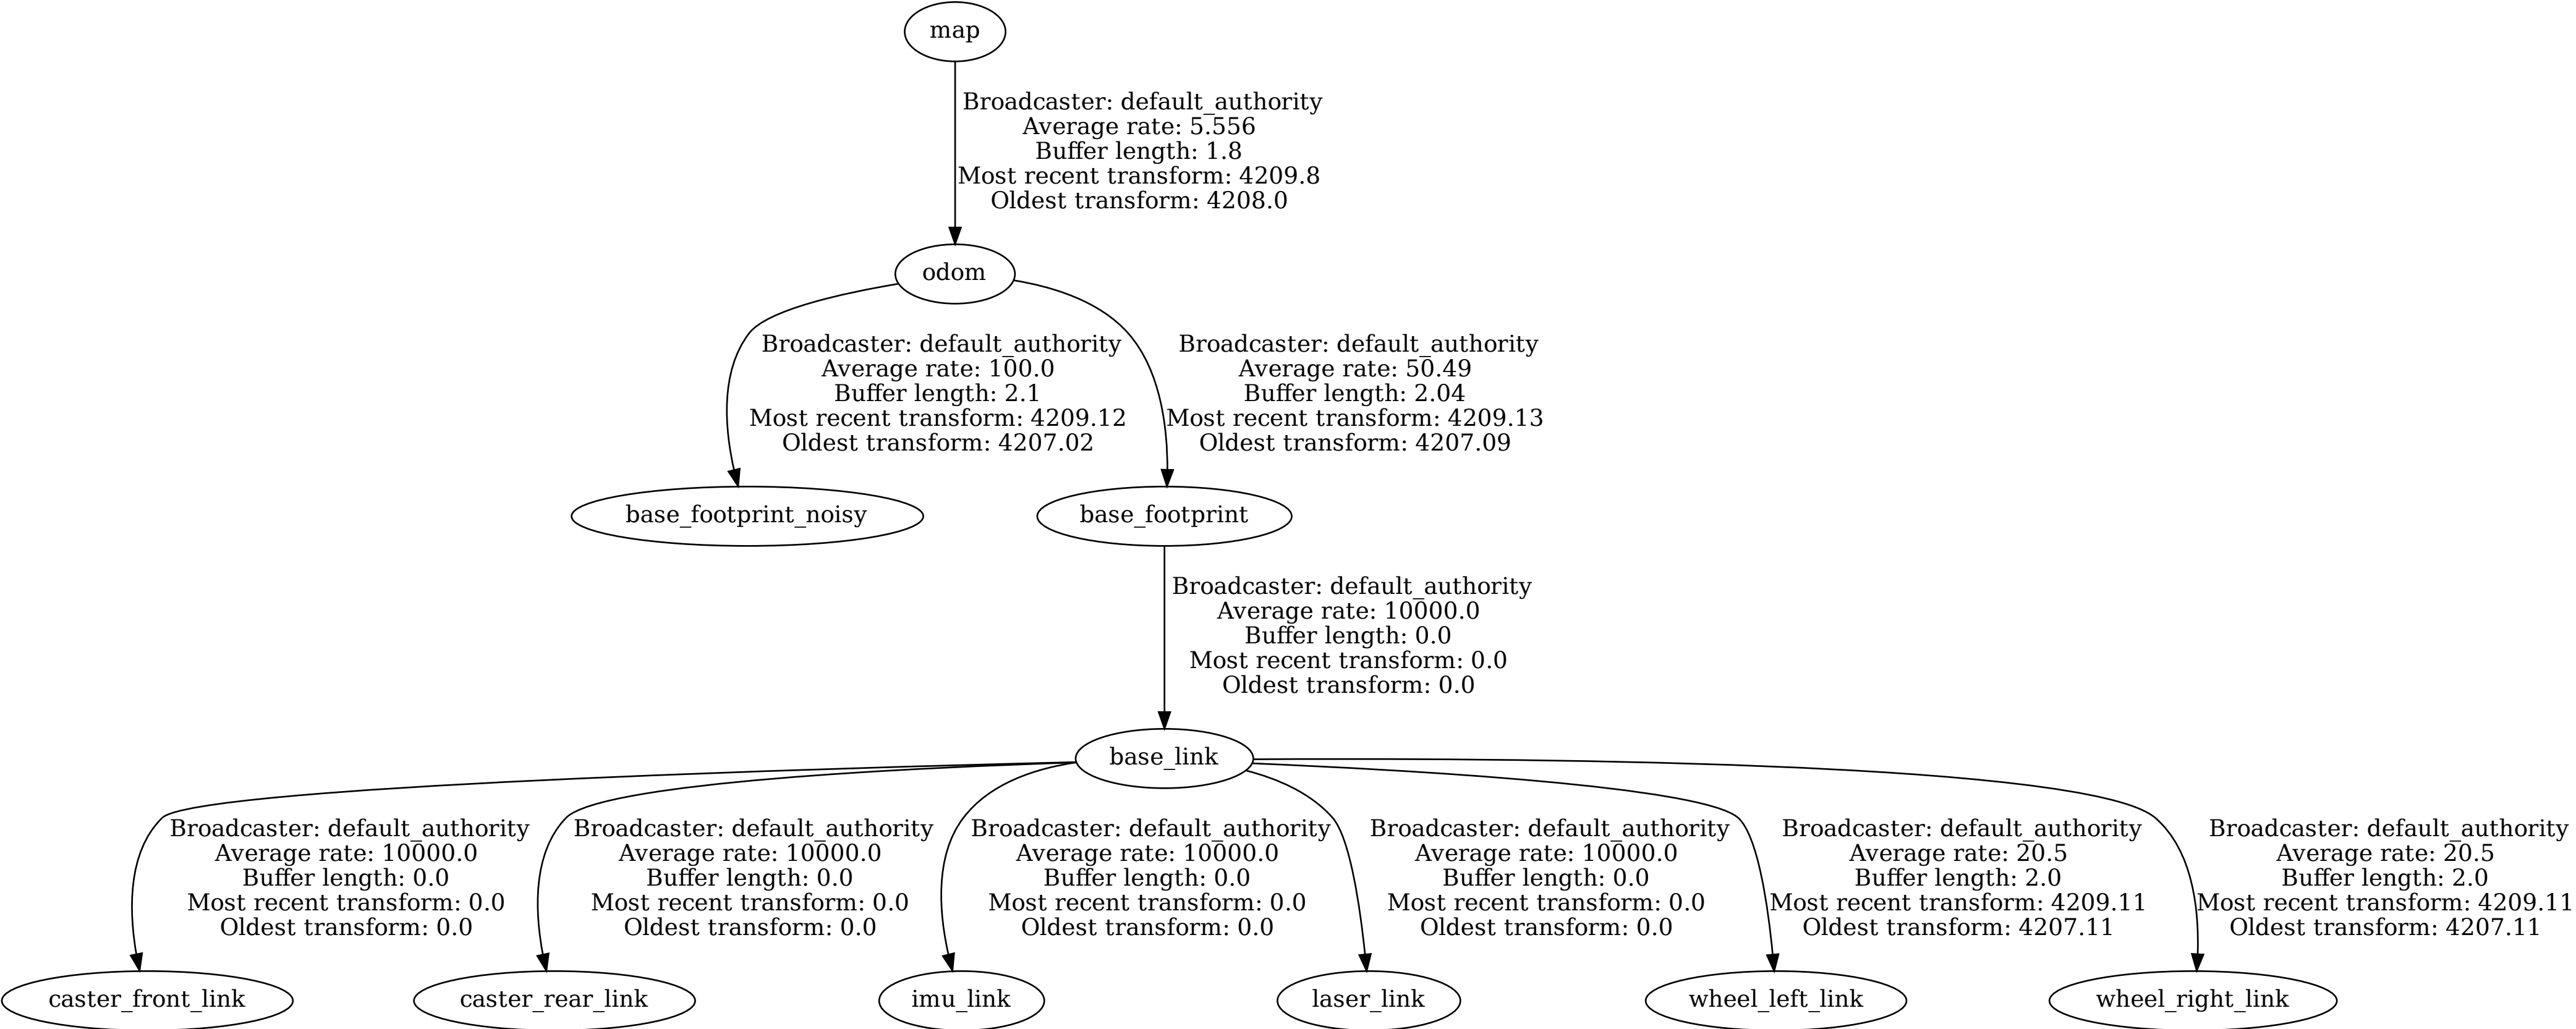 map
Broadcaster: default_authority
Average rate: 5.556
Buffer length: 1.8
Most recent transform: 4209.8
Oldest transform: 4208.0
odom
Broadcaster: default_authority
Average rate: 100.0
Buffer length: 2.1
Most recent transform: 4209.12
Oldest transform: 4207.02
Broadcaster: default_authority
Average rate: 50.49
Buffer length: 2.04
Most recent transform: 4209.13
Oldest transform: 4207.09
base_footprint_noisy
base_footprint
Broadcaster: default_authority
Average rate: 10000.0
Buffer length: 0.0
Most recent transform: 0.0
Oldest transform: 0.0
base_link
Broadcaster: default_authority
Average rate: 10000.0
Buffer length: 0.0
Most recent transform: 0.0
Oldest transform: 0.0
Broadcaster: default_authority
Average rate: 10000.0
Buffer length: 0.0
Most recent transform: 0.0
Oldest transform: 0.0
Broadcaster: default_authority
Average rate: 10000.0
Buffer length: 0.0
Most recent transform: 0.0
Oldest transform: 0.0
Broadcaster: default_authority
Average rate: 10000.0
Buffer length: 0.0
Most recent transform: 0.0
Oldest transform: 0.0
Broadcaster: default_authority
Average rate: 20.5
Buffer length: 2.0
Most recent transform: 4209.11
Oldest transform: 4207.11
Broadcaster: default_authority
Average rate: 20.5
Buffer length: 2.0
Most recent transform: 4209.11
Oldest transform: 4207.11
caster_front_link
caster_rear_link
imu_link
laser_link
wheel_left_link
wheel_right_link